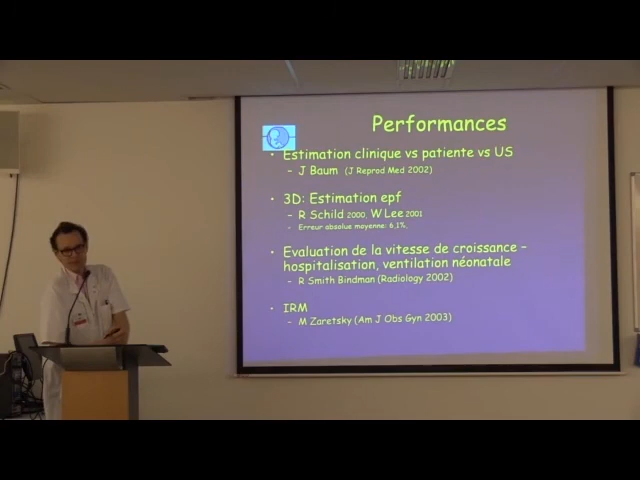 Performances
• Estimation clinique vs patiente vs US
– J Baum (J Reprod Med 2002)
• 3D: Estimation epf
– R Schild 2000, W Lee 2001
– Erreur absolue moyenne: 6,1%,
• Evaluation de la vitesse de croissance –
hospitalisation, ventilation néonatale
– R Smith Bindman (Radiology 2002)
• IRM
– M Zaretsky (Am J Obs Gyn 2003)